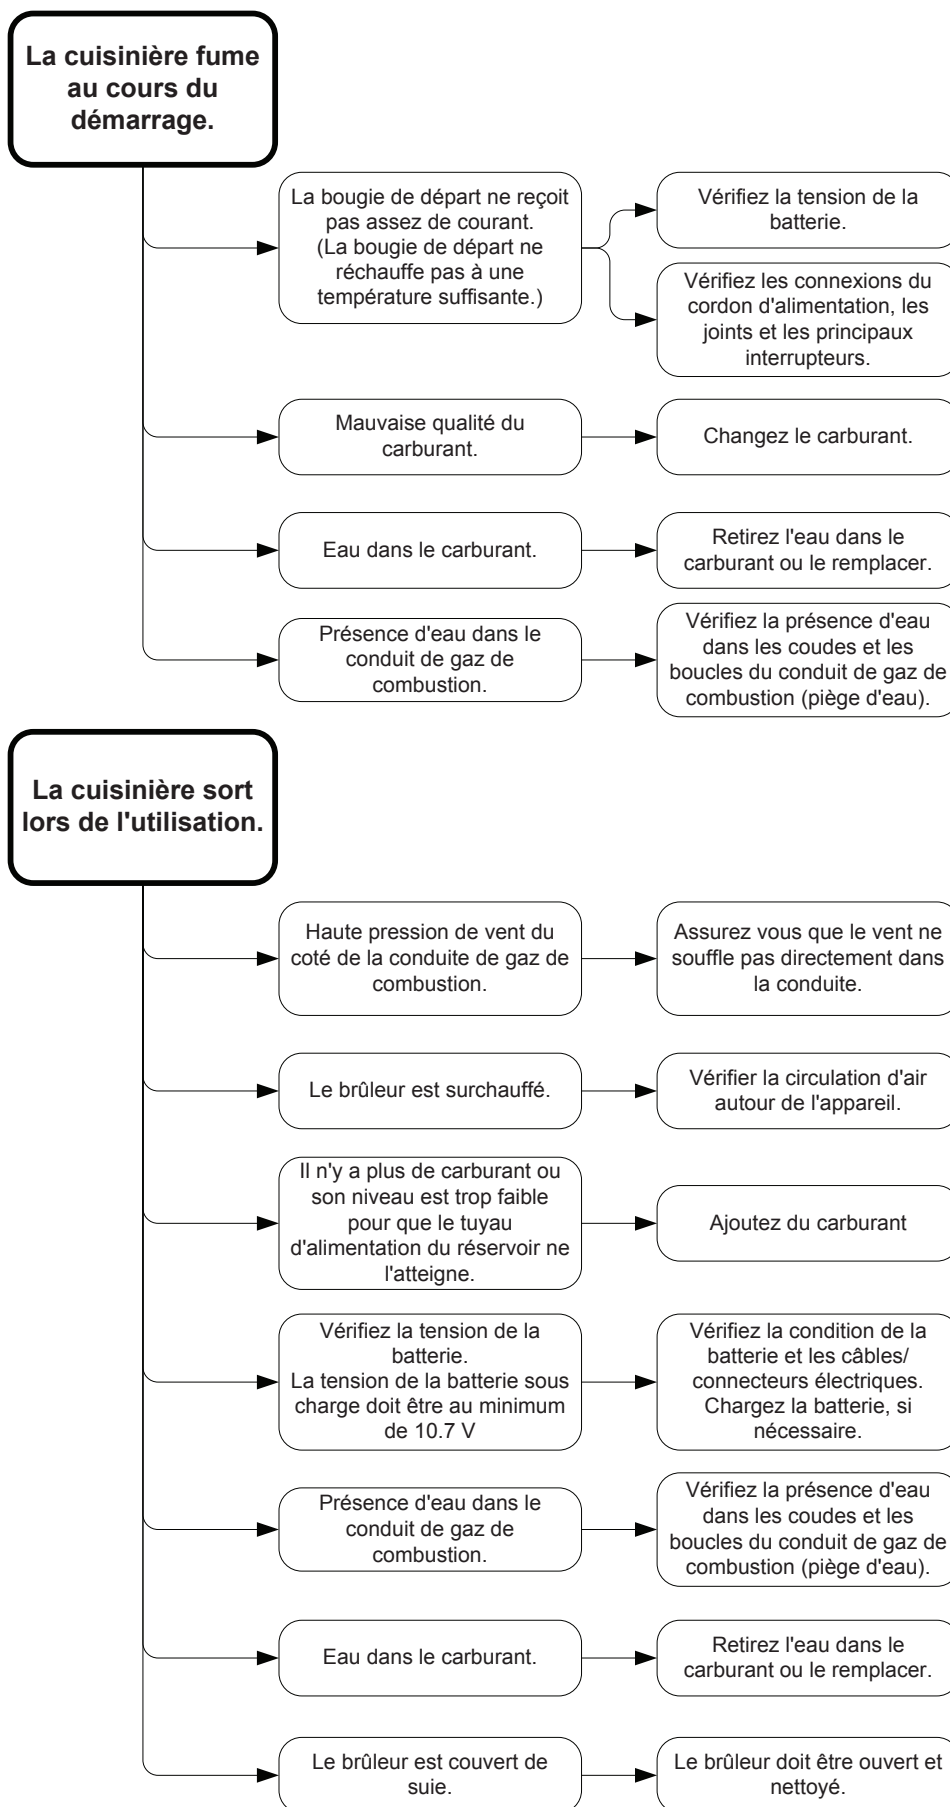 La cuisinière fume
au cours du
démarrage.
La bougie de départ ne reçoit
pas assez de courant.
(La bougie de départ ne
réchauffe pas à une
température suffisante.)
Vérifiez la tension de la
batterie.
Vérifiez les connexions du
cordon d'alimentation, les
joints et les principaux
interrupteurs.
Mauvaise qualité du
carburant.
Changez le carburant.
Eau dans le carburant.
Retirez l'eau dans le
carburant ou le remplacer.
Présence d'eau dans le
conduit de gaz de
combustion.
Vérifiez la présence d'eau
dans les coudes et les
boucles du conduit de gaz de
combustion (piège d'eau).
La cuisinière sort
lors de l'utilisation.
Haute pression de vent du
coté de la conduite de gaz de
combustion.
Assurez vous que le vent ne
souffle pas directement dans
la conduite.
Le brûleur est surchauffé.
Vérifier la circulation d'air
autour de l'appareil.
Il n'y a plus de carburant ou
son niveau est trop faible
pour que le tuyau
d'alimentation du réservoir ne
l'atteigne.
Ajoutez du carburant
Vérifiez la tension de la
batterie.
La tension de la batterie sous
charge doit être au minimum
de 10.7 V
Vérifiez la condition de la
batterie et les câbles/
connecteurs électriques.
Chargez la batterie, si
nécessaire.
Présence d'eau dans le
conduit de gaz de
combustion.
Vérifiez la présence d'eau
dans les coudes et les
boucles du conduit de gaz de
combustion (piège d'eau).
Eau dans le carburant.
Retirez l'eau dans le
carburant ou le remplacer.
Le brûleur est couvert de
suie.
Le brûleur doit être ouvert et
nettoyé.